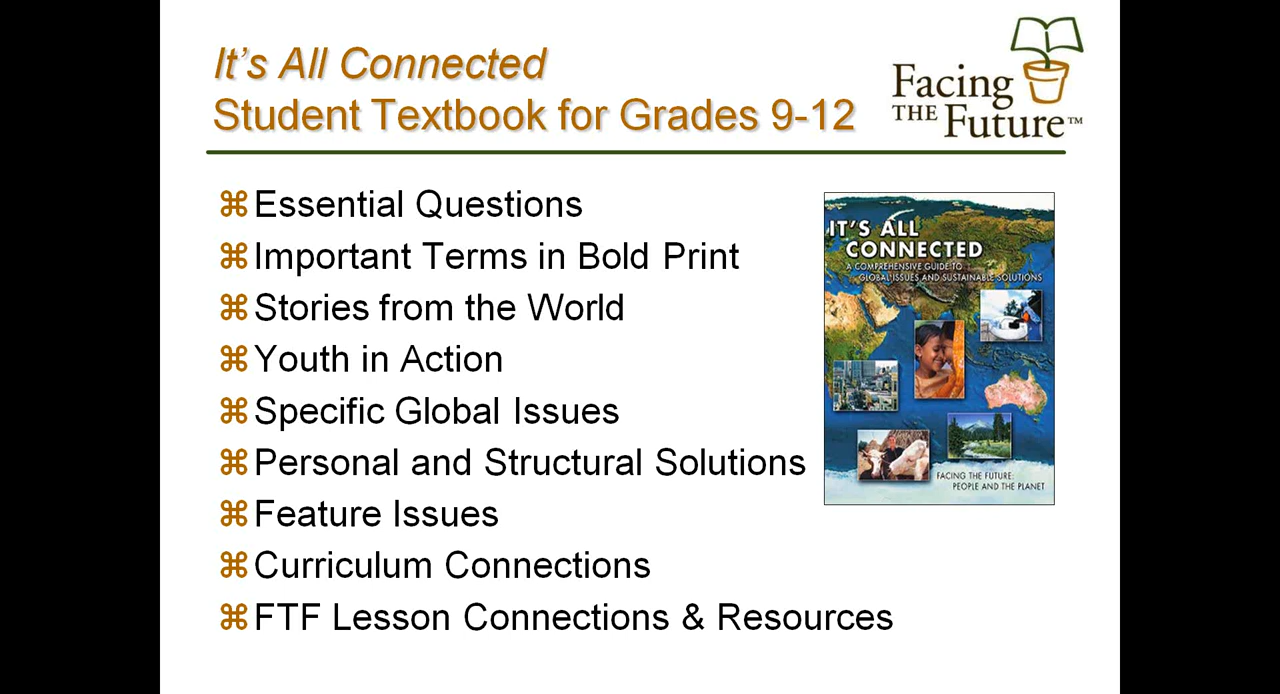 It's All Connected
Student Textbook for Grades 9-12
Facing
THE Future™
⌘Essential Questions
⌘Important Terms in Bold Print
⌘Stories from the World
⌘Youth in Action
⌘Specific Global Issues
⌘Personal and Structural Solutions
⌘Feature Issues
⌘Curriculum Connections
⌘FTF Lesson Connections & Resources
IT'S ALL
CONNECTED
A COMPREHENSIVE GUIDE TO
GLOBAL ISSUES AND SUSTAINABLE SOLUTIONS
FACING THE FUTURE:
PEOPLE AND THE PLANET